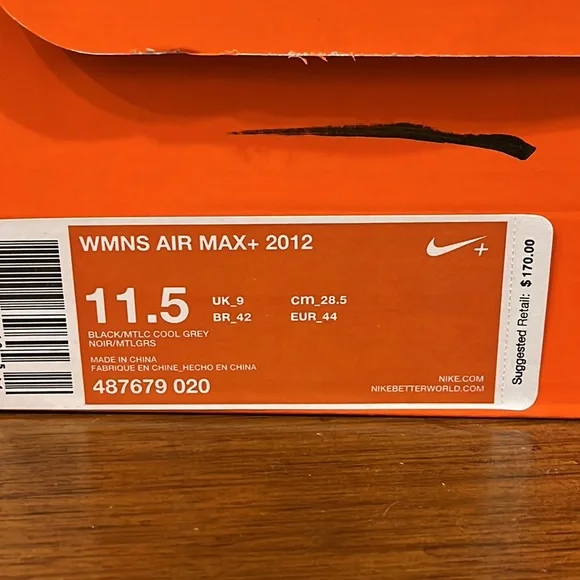 WMNS AIR MAX+ 2012
11.5
UK_9 cm_28.5
BR_42 EUR_44
BLACK/MTLC COOL GREY
NOIR/MTLGRS
MADE IN CHINA
FABRIQUE EN CHINE_HECHO EN CHINA
487679 020
NIKE.COM
NIKEBETTERWORLD.COM
Suggested Retail: $170.00